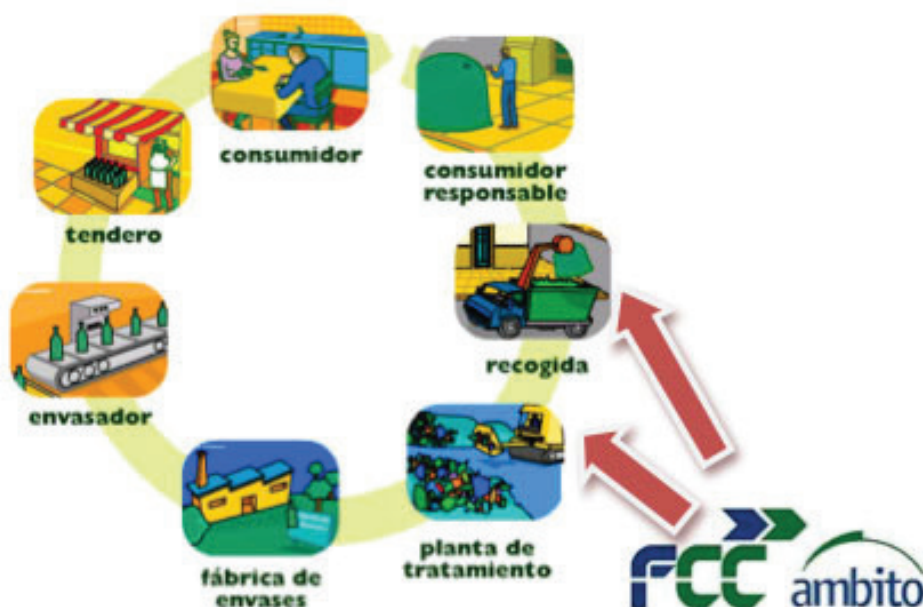 consumidor
consumidor
responsable
tendero
recogida
envasador
planta de
tratamiento
fábrica de
envases
FCC ambito